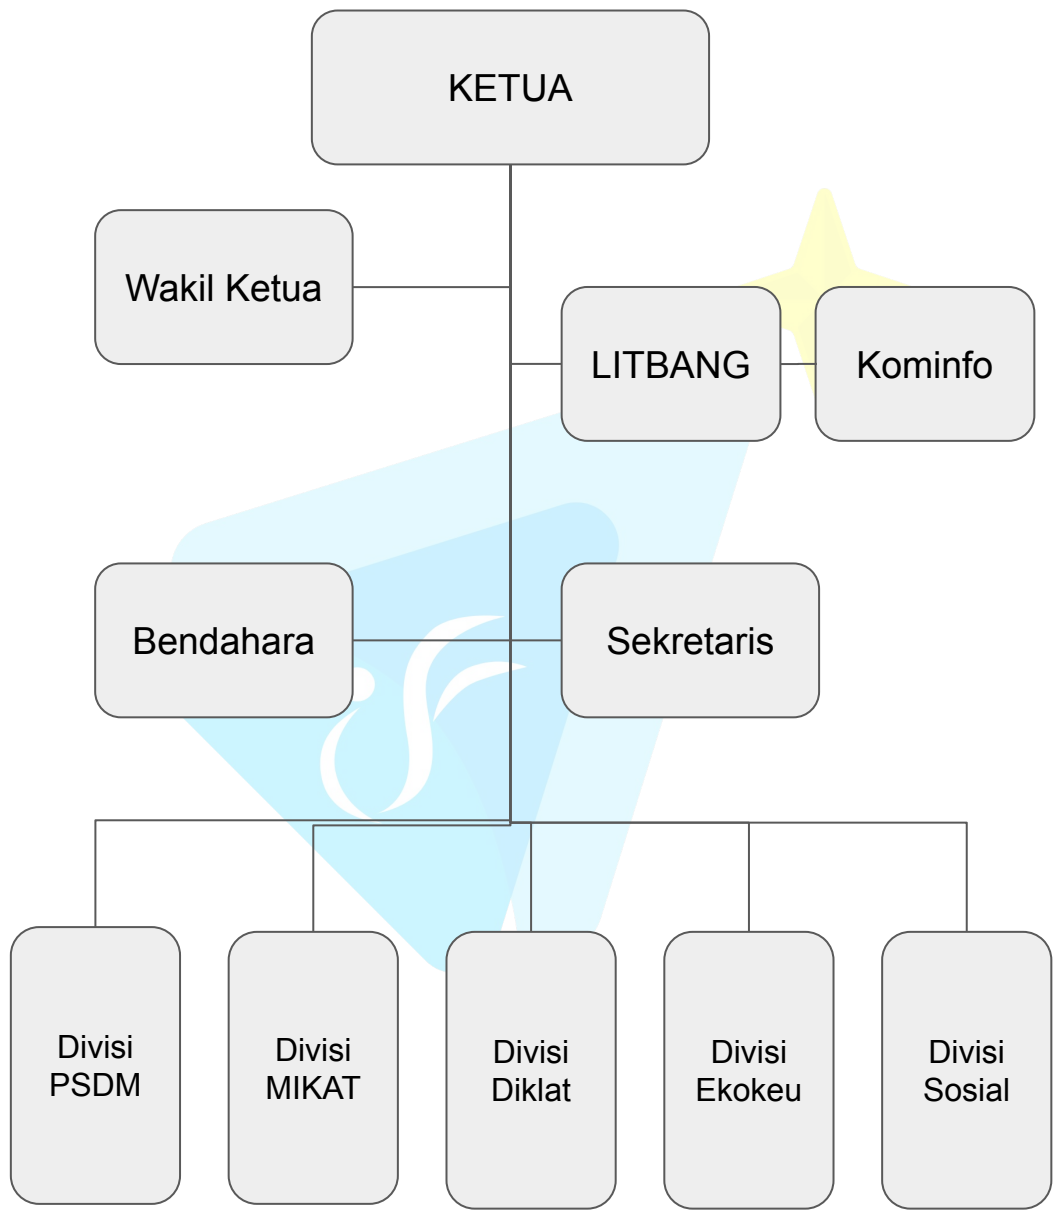 KETUA
Wakil Ketua
LITBANG
Kominfo
Bendahara
Sekretaris
Divisi
PSDM
Divisi
MIKAT
Divisi
Diklat
Divisi
Ekokeu
Divisi
Sosial